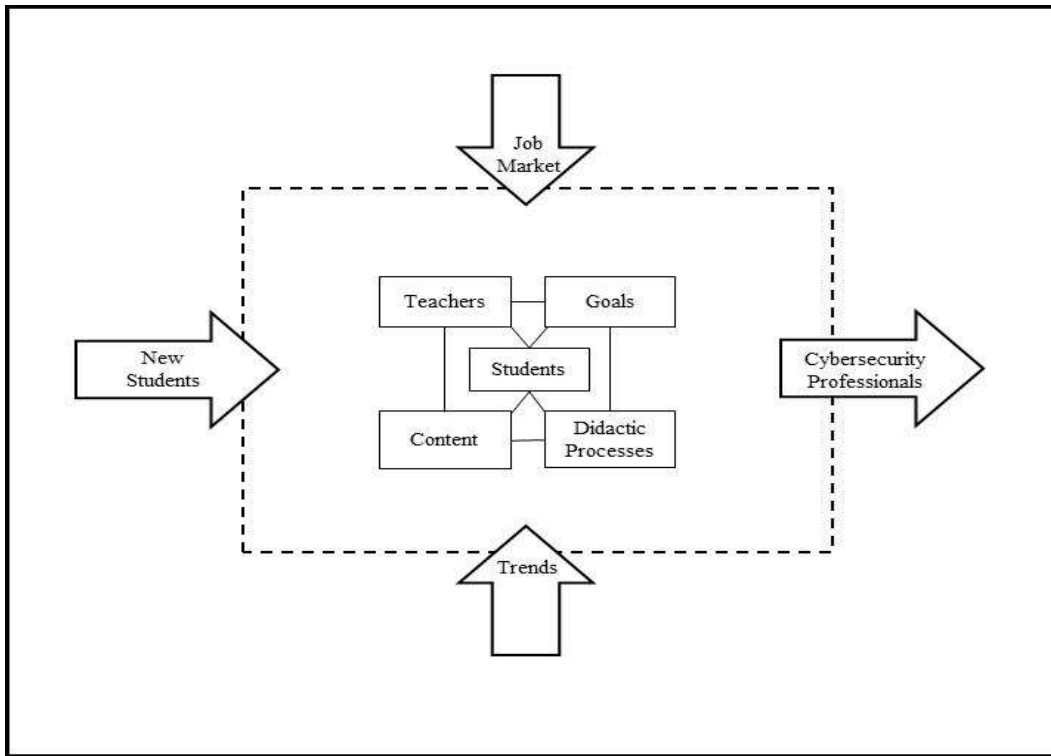 Job
Market
Teachers
Goals
New
Students
Students
Cybersecurity
Professionals
Content
Didactic
Processes
Trends